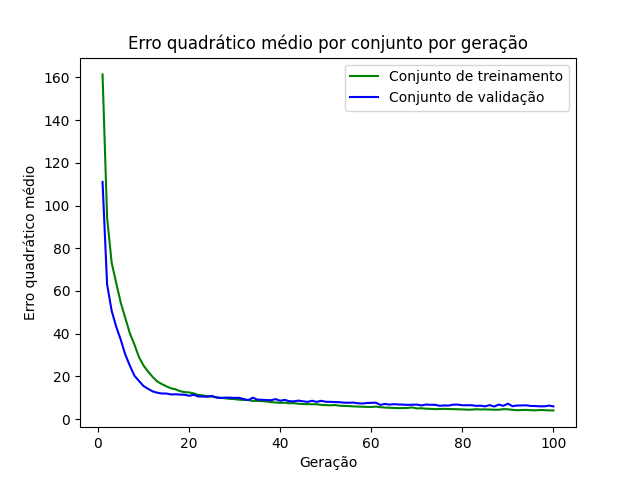 Erro quadrático médio por conjunto por geração
Conjunto de treinamento
Conjunto de validação
Erro quadrático médio
160
140
120
100
80
60
40
20
0
0 20 40 60 80 100
Geração